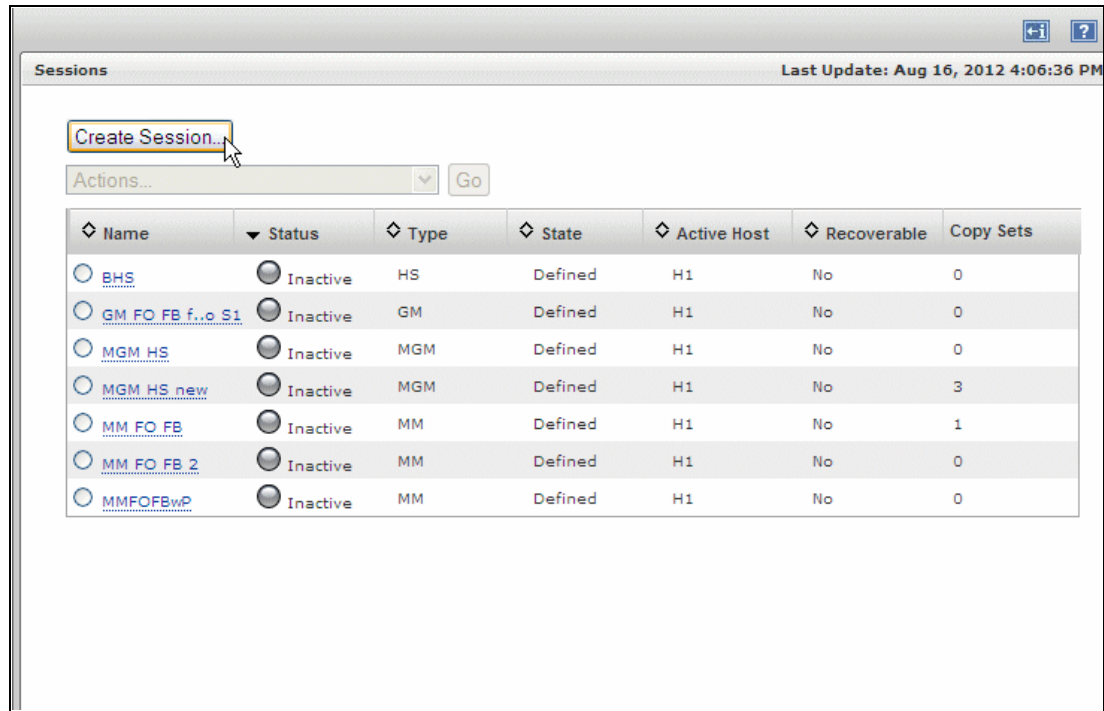 Sessions Last Update: Aug 16, 2012 4:06:36 PM
Create Session...
Actions... Go
Name Status Type State Active Host Recoverable Copy Sets
BHS Inactive HS Defined H1 No 0
GM FO FB f..o S1 Inactive GM Defined H1 No 0
MGM HS Inactive MGM Defined H1 No 0
MGM HS new Inactive MGM Defined H1 No 3
MM FO FB Inactive MM Defined H1 No 1
MM FO FB 2 Inactive MM Defined H1 No 0
MMFOFBwP Inactive MM Defined H1 No 0